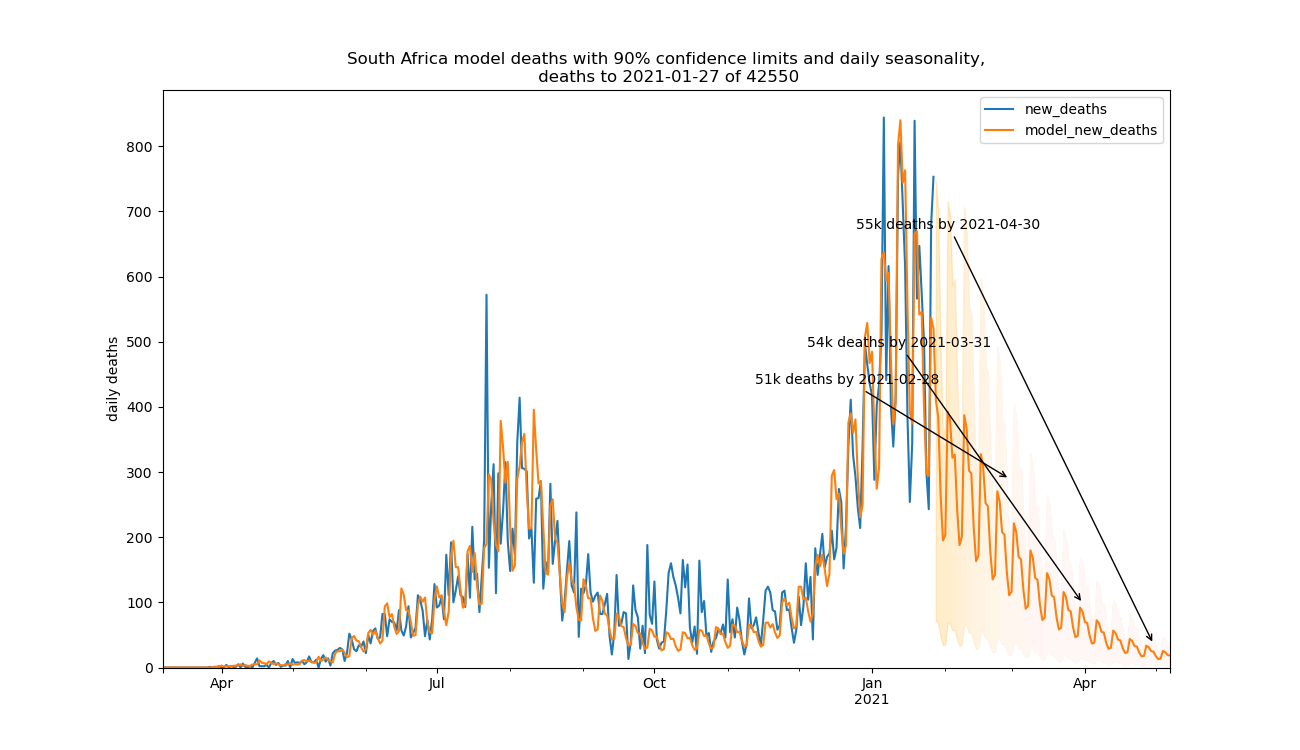 South Africa model deaths with 90% confidence limits and daily seasonality,
deaths to 2021-01-27 of 42550
new_deaths
model_new_deaths
daily deaths
800
700
600
500
400
300
200
100
0
55k deaths by 2021-04-30
54k deaths by 2021-03-31
51k deaths by 2021-02-28
Apr
Jul
Oct
Jan
2021
Apr